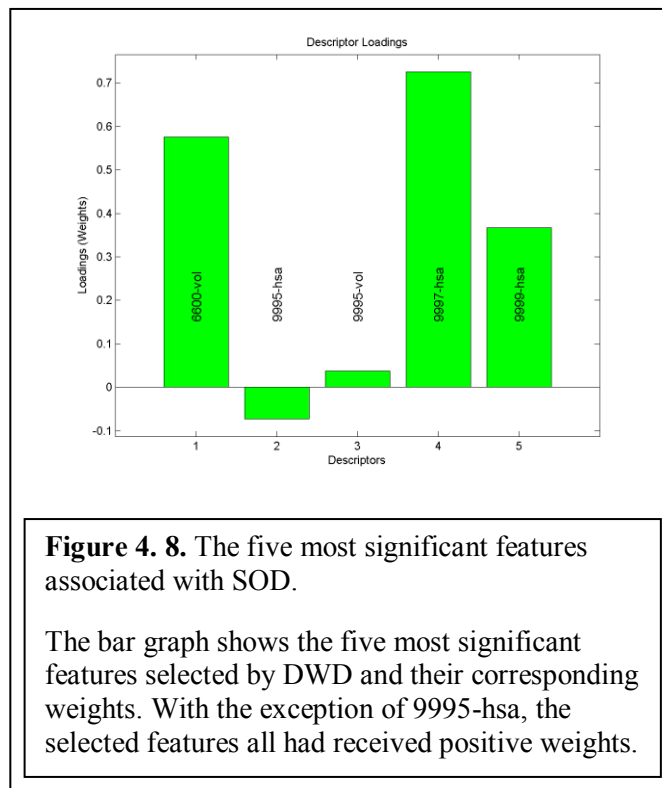 Descriptor Loadings
Loadings (Weights)
0.7
0.6
0.5
0.4
0.3
0.2
0.1
0
-0.1
6600-vol
9995-hsa
9995-vol
9997-hsa
9999-hsa
1 2 3 4 5
Descriptors
Figure 4. 8. The five most significant features
associated with SOD.
The bar graph shows the five most significant
features selected by DWD and their corresponding
weights. With the exception of 9995-hsa, the
selected features all had received positive weights.